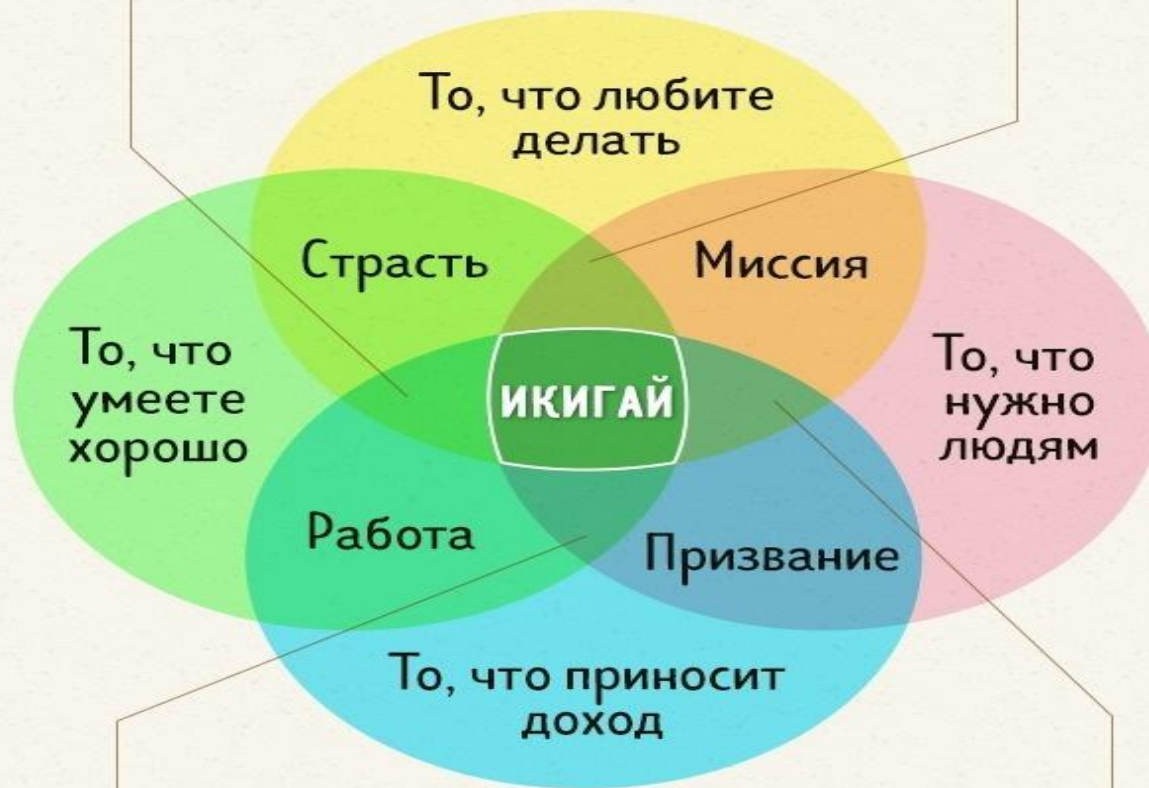 То, что любите
делать
Страсть
Миссия
То, что
умеете
хорошо
ИКИГАЙ
То, что
нужно
людям
Работа
Призвание
То, что приносит
доход